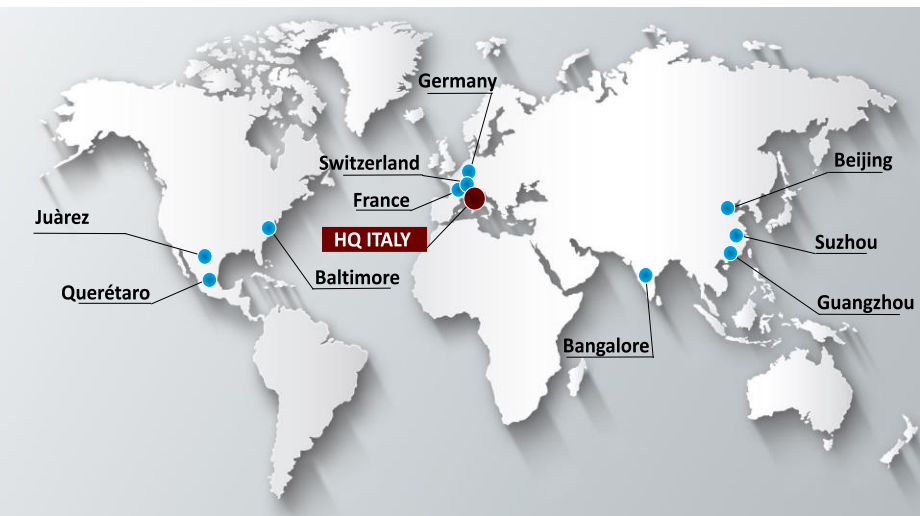 Germany
Switzerland
France
HQ ITALY
Juàrez
Querétaro
Baltimore
Beijing
Suzhou
Guangzhou
Bangalore